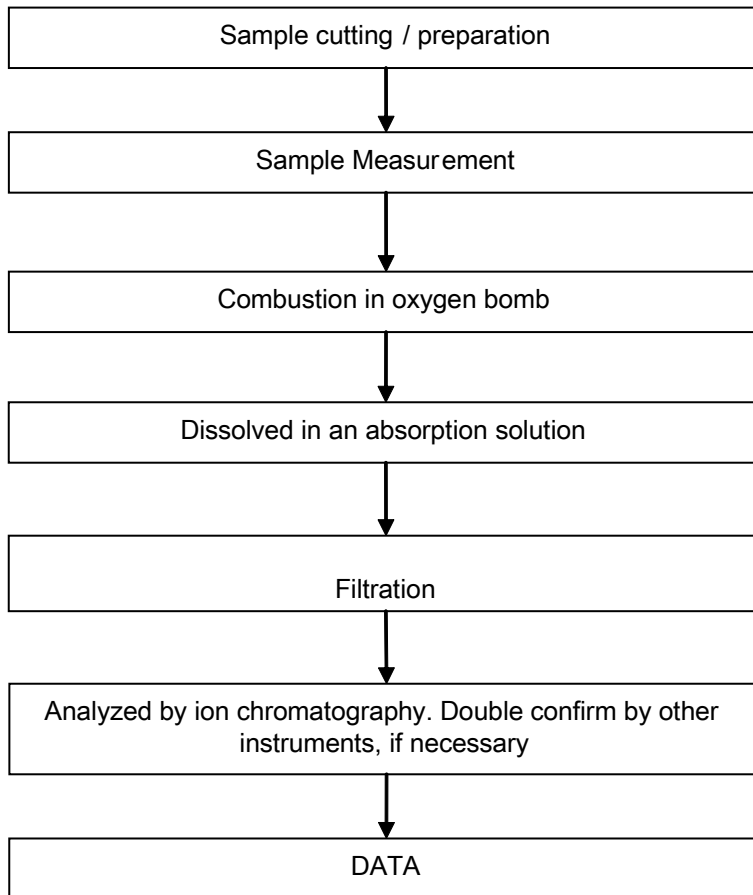 Sample cutting / preparation
Sample Measurement
Combustion in oxygen bomb
Dissolved in an absorption solution
Filtration
Analyzed by ion chromatography. Double confirm by other
instruments, if necessary
DATA